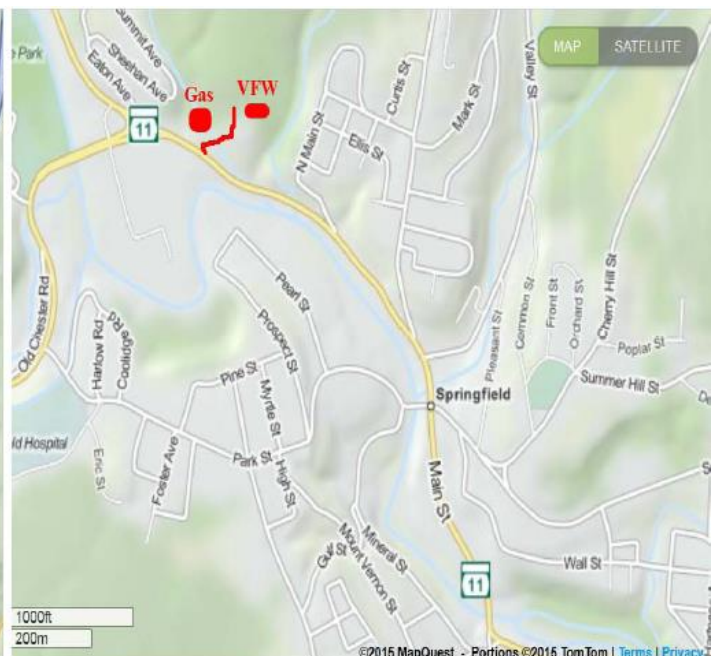 Park
Summit Ave
Sheehan Ave
Eaton Ave
Gas
VFW
11
MAP
SATELLITE
N Main St
Curtis St
Ellis St
Mark St
Valley St
Old Chester Rd
Harlow Rd
Coolidge Rd
Pearl St
Prospect St
Pine St
Myrtle St
High St
Park St
Foster Ave
Eric St
ld Hospital
Springfield
Pleasant St
Common St
Front St
Orchard St
Cherry Hill St
Poplar St
Summer Hill St
De
Main St
Mineral St
Mount Vernon St
Gulf St
Wall St
S
11
1000ft
200m
©2015 MapQuest - Portions ©2015 TomTom | Terms | Privacy